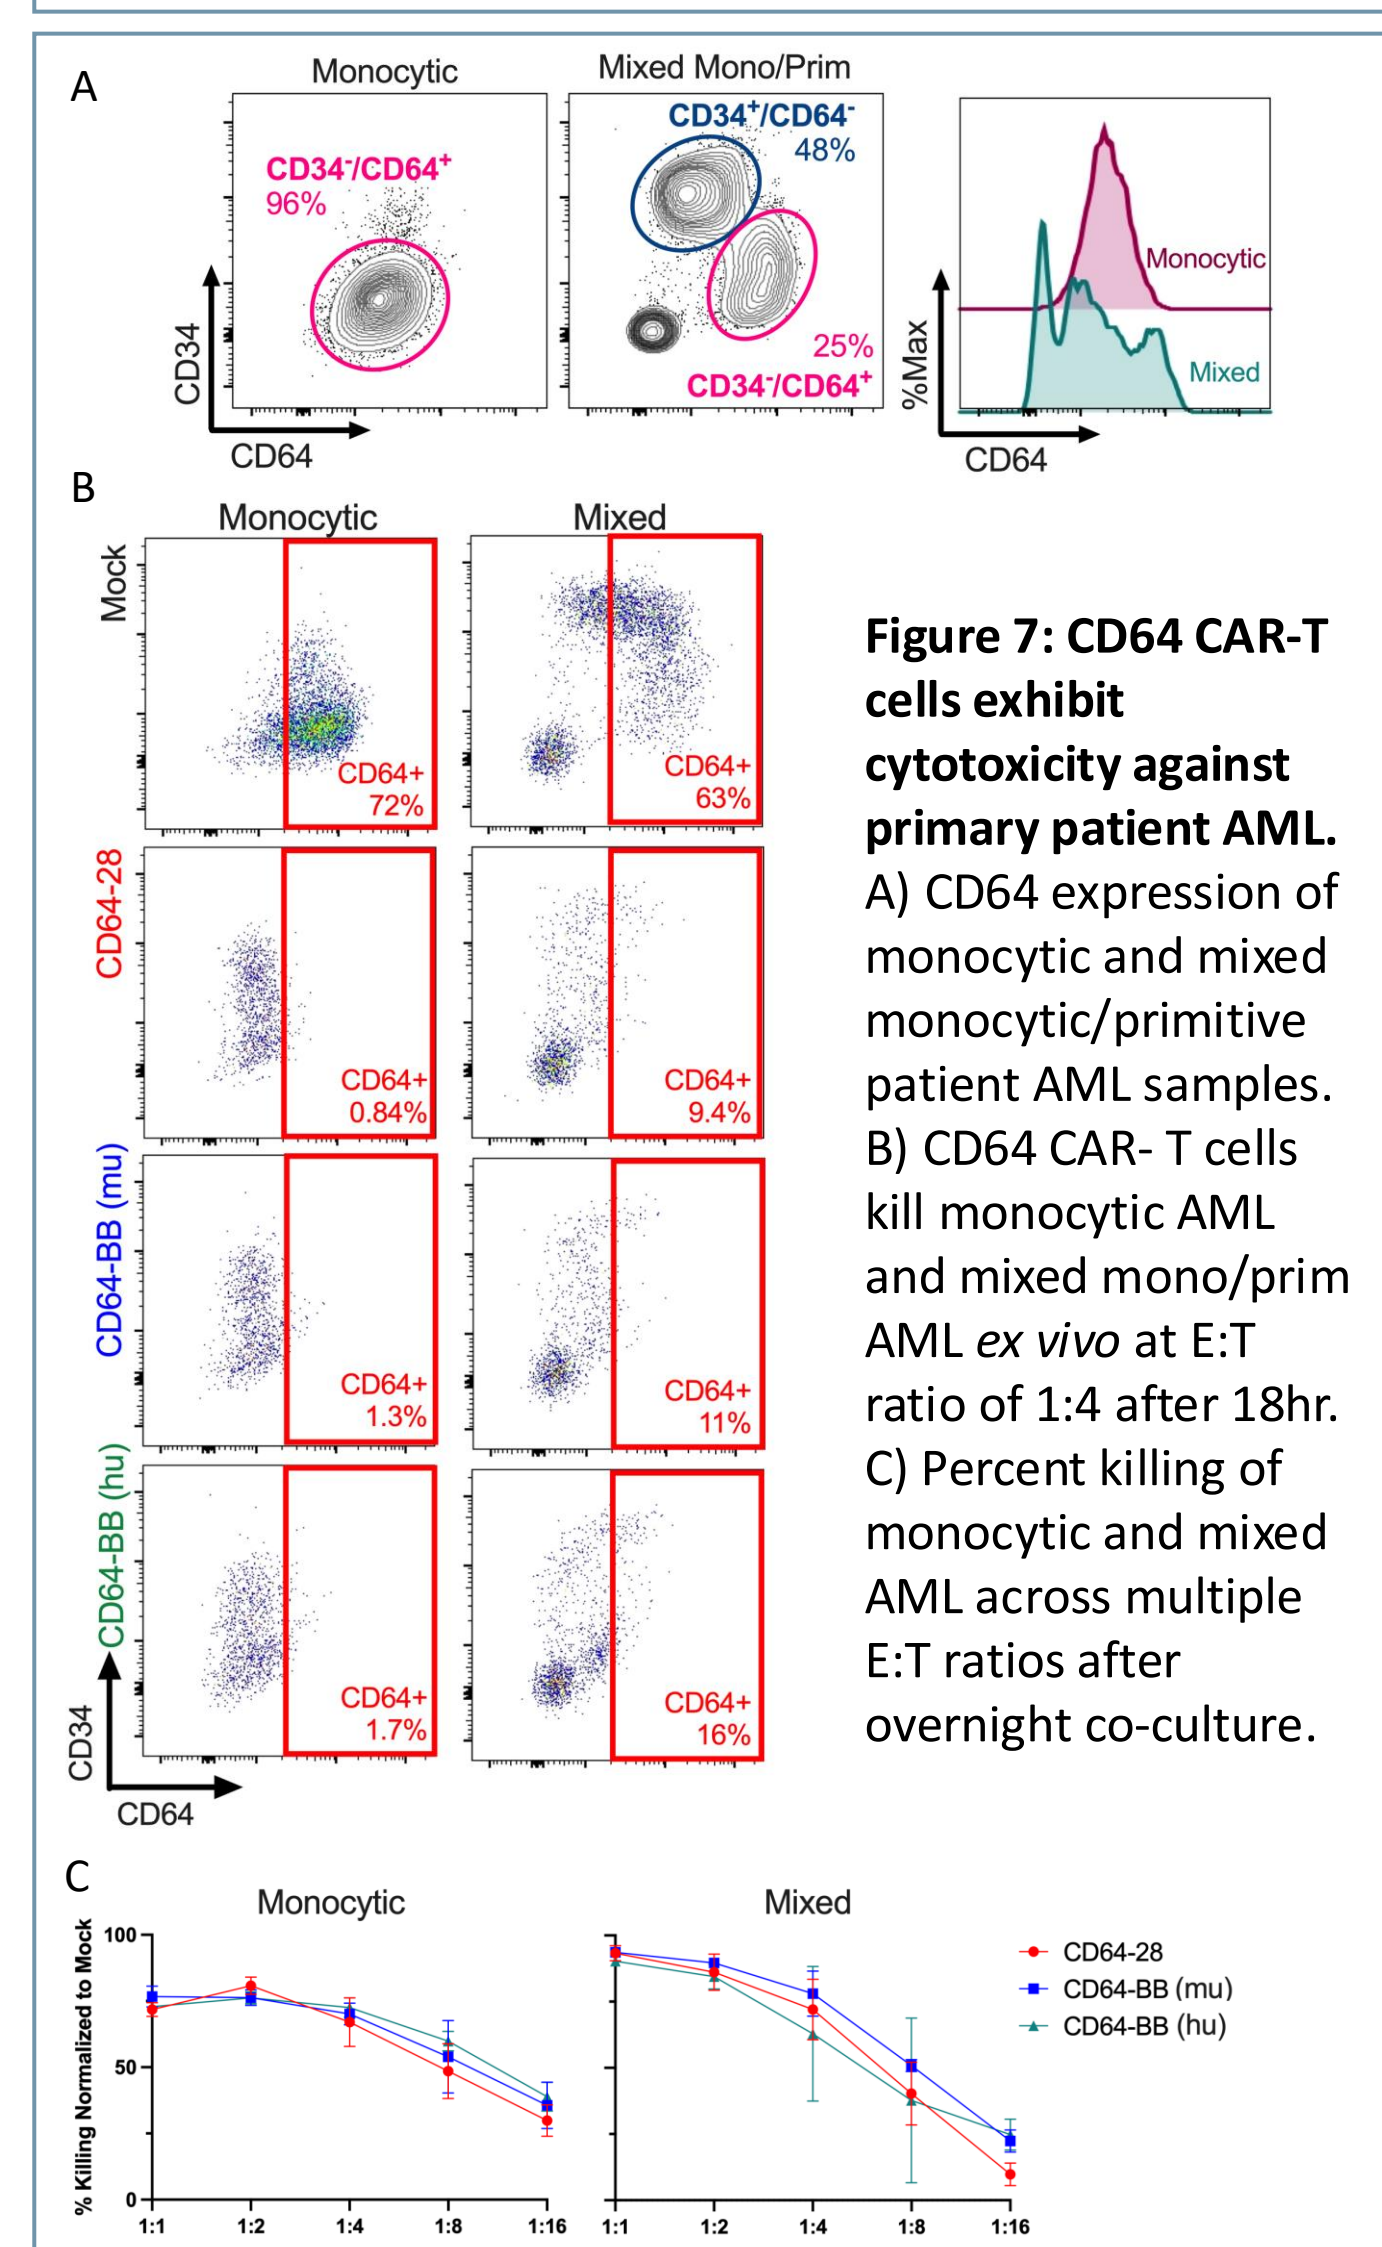 A
Monocytic
Mixed Mono/Prim
CD34⁻/CD64⁺
96%
CD34⁺/CD64⁻
48%
25%
CD34⁻/CD64⁺
Monocytic
Mixed
CD34
CD64
%Max
CD64
B
Monocytic
Mixed
Mock
CD64+
72%
CD64+
63%
CD64-28
CD64+
0.84%
CD64+
9.4%
CD64-BB (mu)
CD64+
1.3%
CD64+
11%
CD64-BB (hu)
CD64+
1.7%
CD64+
16%
CD34
CD64
Figure 7: CD64 CAR-T
cells exhibit
cytotoxicity against
primary patient AML.
A) CD64 expression of
monocytic and mixed
monocytic/primitive
patient AML samples.
B) CD64 CAR- T cells
kill monocytic AML
and mixed mono/prim
AML ex vivo at E:T
ratio of 1:4 after 18hr.
C) Percent killing of
monocytic and mixed
AML across multiple
E:T ratios after
overnight co-culture.
C
Monocytic
Mixed
% Killing Normalized to Mock
100
50
0
1:1 1:2 1:4 1:8 1:16
1:1 1:2 1:4 1:8 1:16
CD64-28
CD64-BB (mu)
CD64-BB (hu)